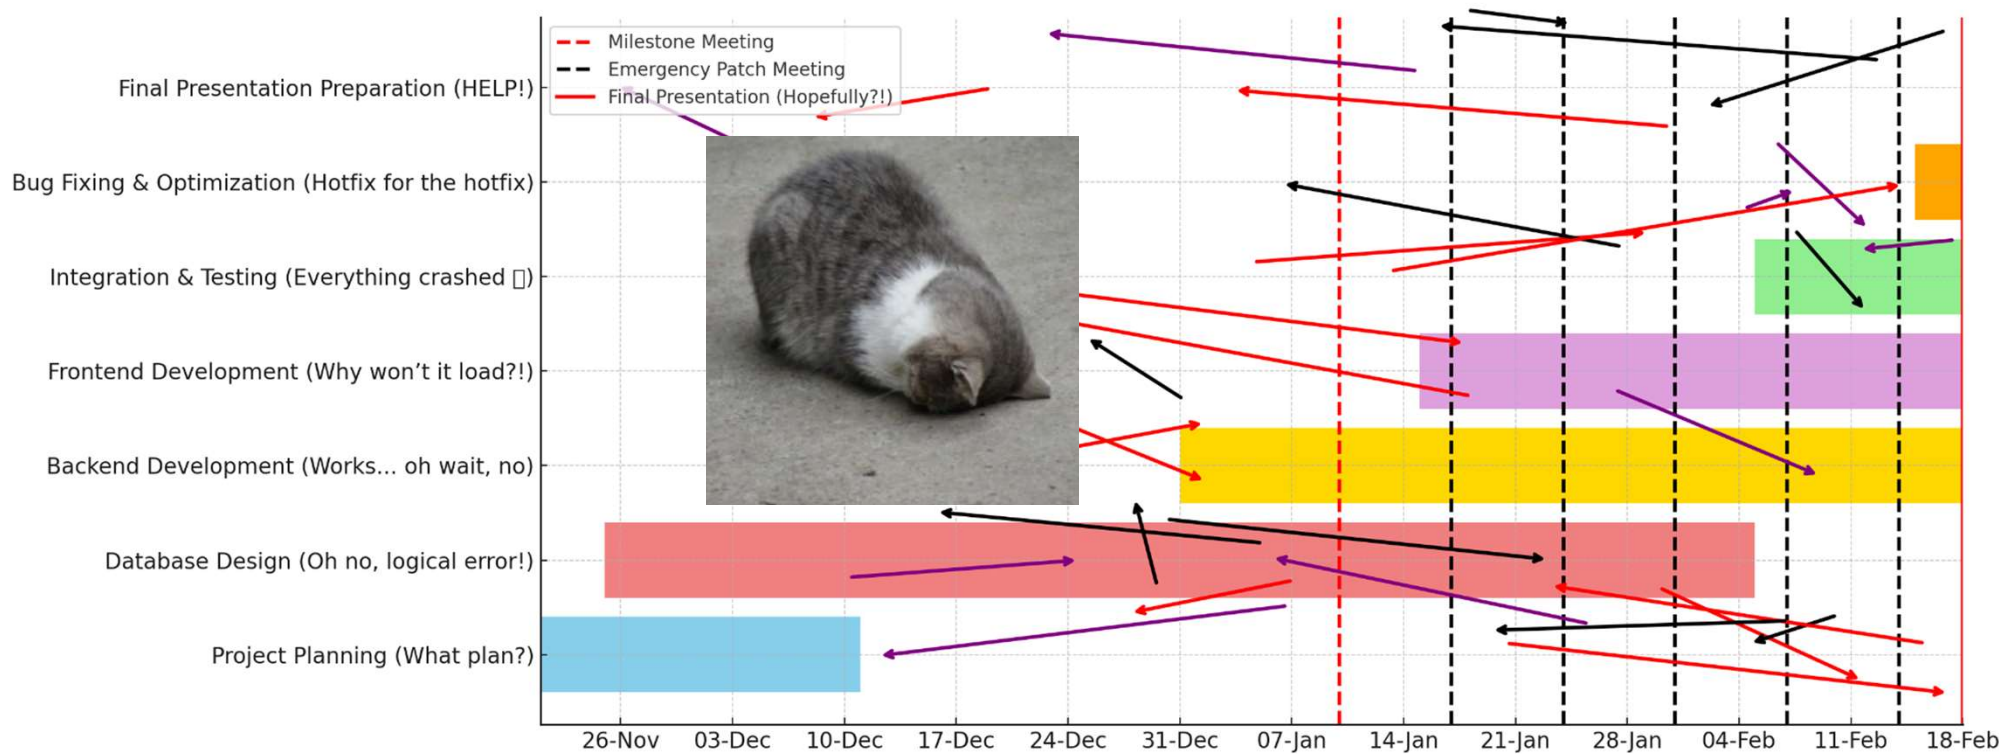 Milestone Meeting
Emergency Patch Meeting
Final Presentation (Hopefully?!)
Final Presentation Preparation (HELP!)
Bug Fixing & Optimization (Hotfix for the hotfix)
Integration & Testing (Everything crashed ▯)
Frontend Development (Why won’t it load?!)
Backend Development (Works... oh wait, no)
Database Design (Oh no, logical error!)
Project Planning (What plan?)
26-Nov 03-Dec 10-Dec 17-Dec 24-Dec 31-Dec 07-Jan 14-Jan 21-Jan 28-Jan 04-Feb 11-Feb 18-Feb